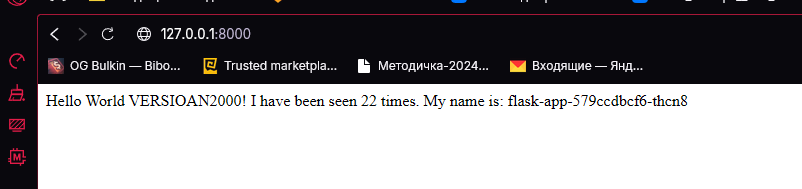 127.0.0.1:8000
OG Bulkin — Bibo... Trusted marketpla... Методичка-2024... Входящие — Янд...
Hello World VERSIOAN2000! I have been seen 22 times. My name is: flask-app-579ccdbcf6-thcn8